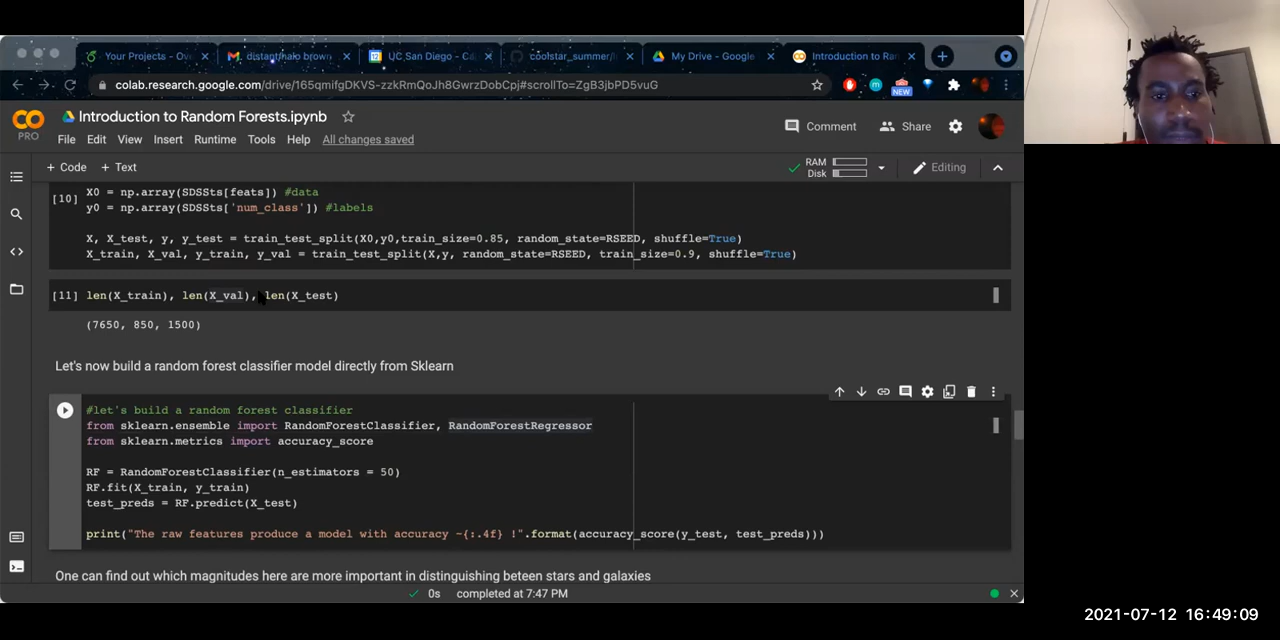 Your Projects - Ove
distantmalo brown
UC San Diego - Ca
coolstar_summer/i
My Drive - Google
Introduction to Ran
colab.research.google.com/drive/165qmifgDKVS-zzkRmQoJh8GwrzDobCpj#scrollTo=ZgB3jbPD5vuG
NEW
CO
PRO
Introduction to Random Forests.ipynb
File Edit View Insert Runtime Tools Help All changes saved
Comment
Share
+ Code + Text
RAM
Disk
Editing
[10]
X0 = np.array(SDSSts[feats]) #data
y0 = np.array(SDSSts['num_class']) #labels
X, X_test, y, y_test = train_test_split(X0,y0,train_size=0.85, random_state=RSEED, shuffle=True)
X_train, X_val, y_train, y_val = train_test_split(X,y, random_state=RSEED, train_size=0.9, shuffle=True)
[11] len(X_train), len(X_val), len(X_test)
(7650, 850, 1500)
Let's now build a random forest classifier model directly from Sklearn
#let's build a random forest classifier
from sklearn.ensemble import RandomForestClassifier, RandomForestRegressor
from sklearn.metrics import accuracy_score
RF = RandomForestClassifier(n_estimators = 50)
RF.fit(X_train, y_train)
test_preds = RF.predict(X_test)
print("The raw features produce a model with accuracy ~{:.4f} !".format(accuracy_score(y_test, test_preds)))
One can find out which magnitudes here are more important in distinguishing beteen stars and galaxies
0s completed at 7:47 PM
2021-07-12 16:49:09